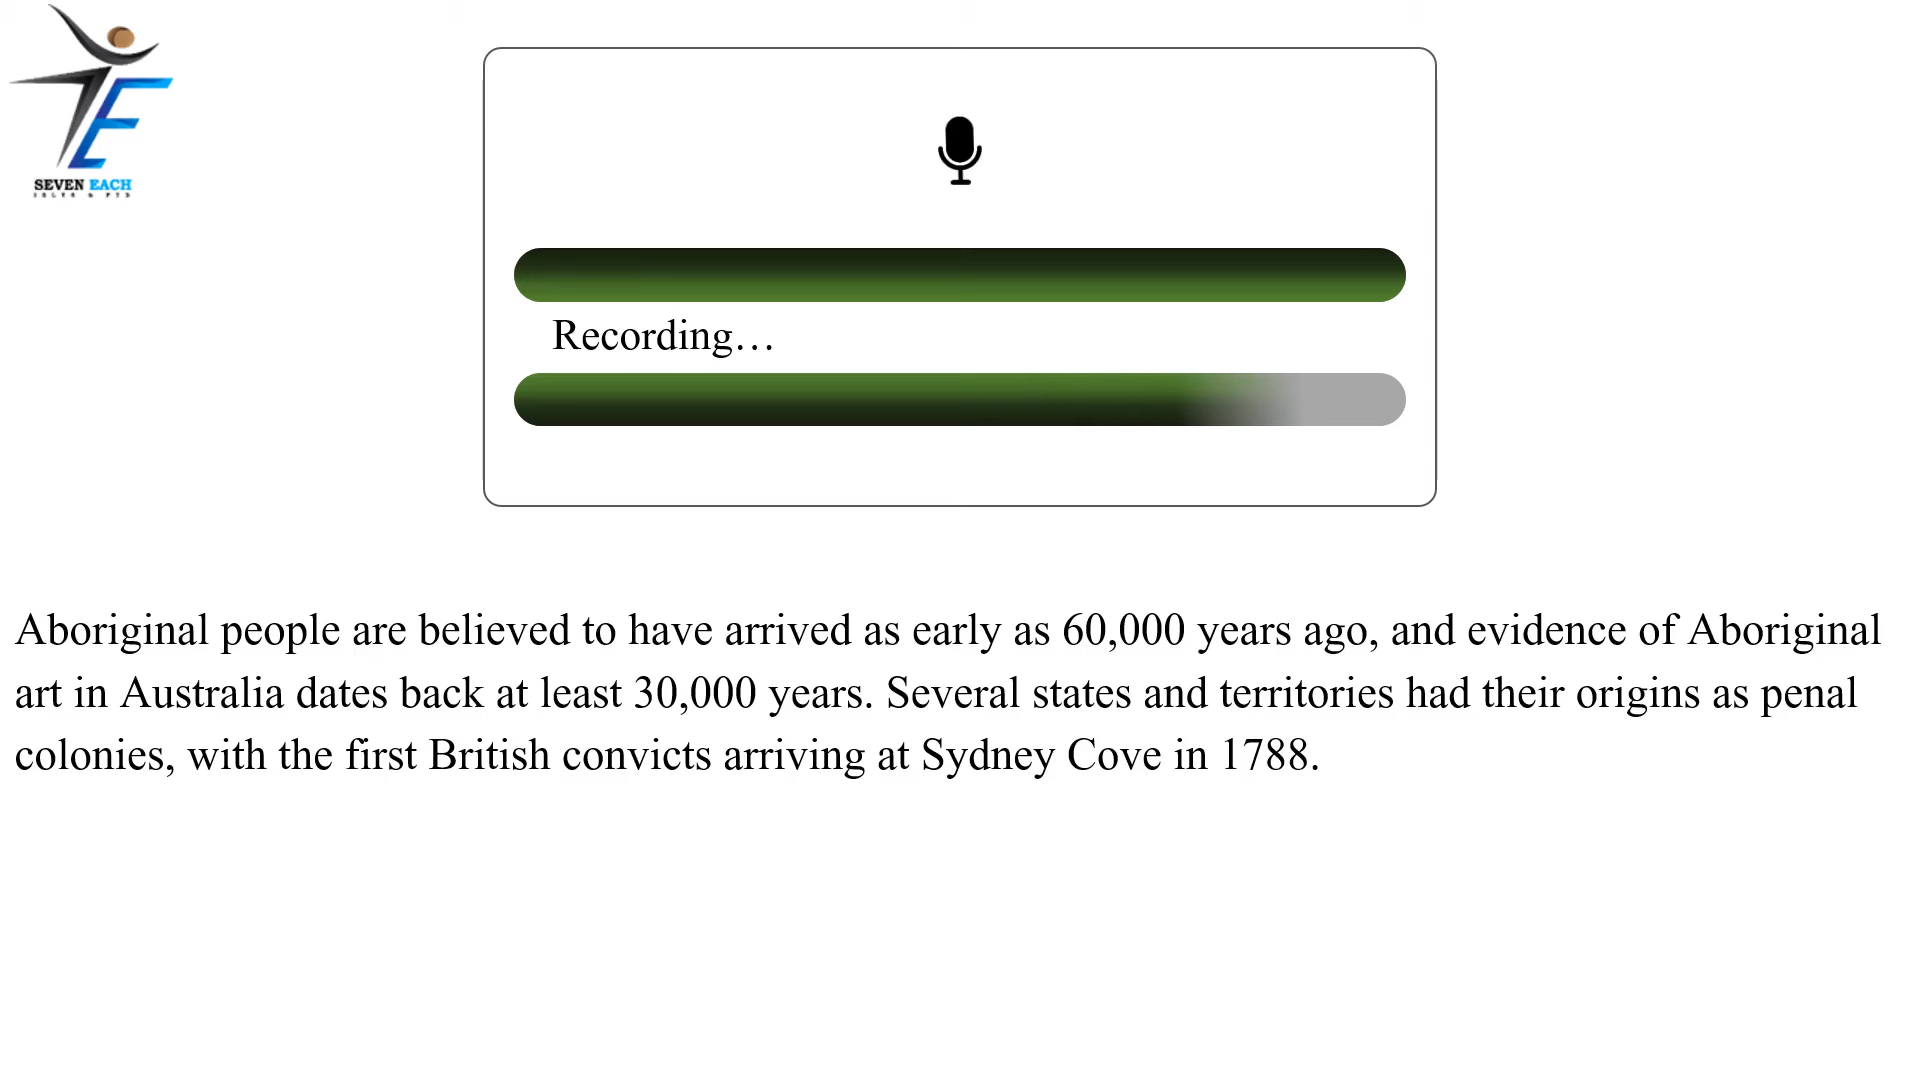 SEVEN EACH
IELTS & PTE
Recording…
Aboriginal people are believed to have arrived as early as 60,000 years ago, and evidence of Aboriginal
art in Australia dates back at least 30,000 years. Several states and territories had their origins as penal
colonies, with the first British convicts arriving at Sydney Cove in 1788.